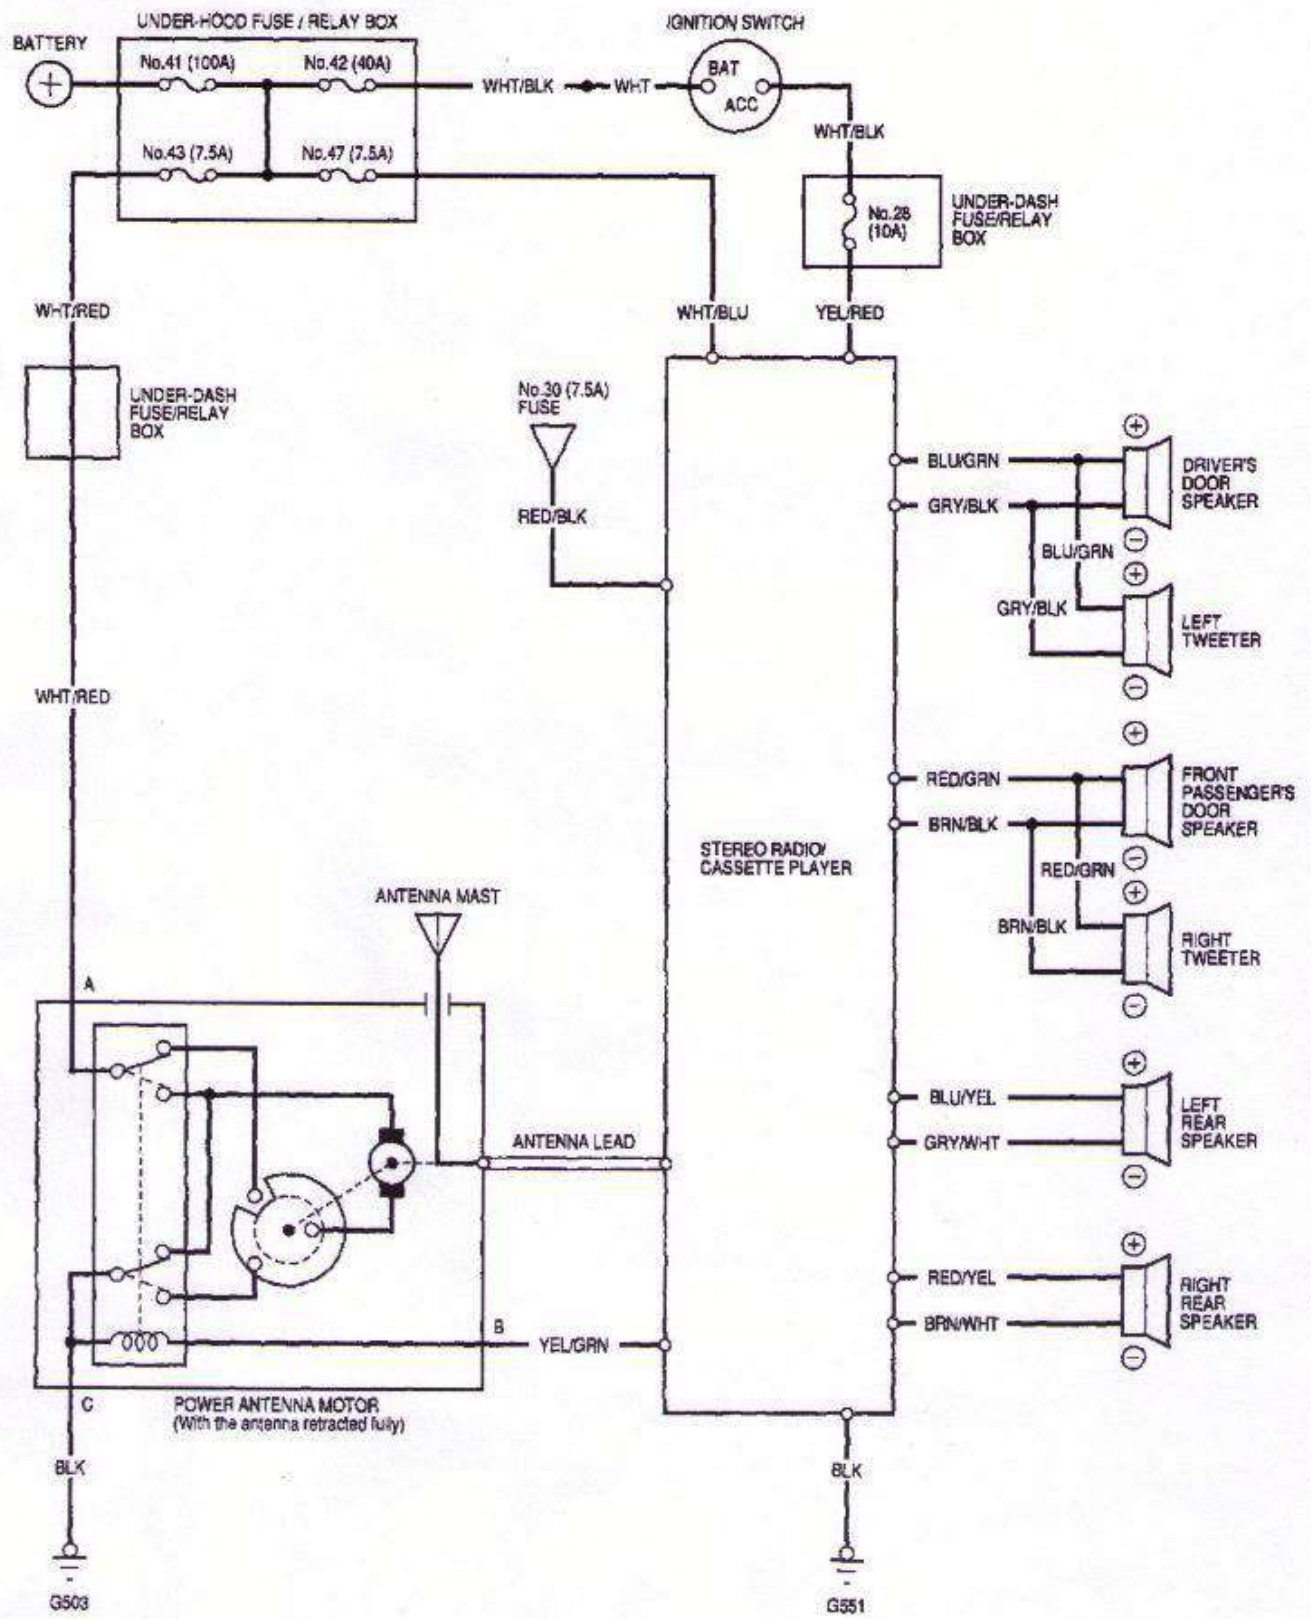 UNDER-HOOD FUSE / RELAY BOX
IGNITION SWITCH
BATTERY
No.41 (100A)
No.42 (40A)
WHT/BLK
WHT
BAT
ACC
WHT/BLK
No.43 (7.5A)
No.47 (7.5A)
No.28
(10A)
UNDER-DASH
FUSE/RELAY
BOX
WHT/RED
WHT/BLU
YEL/RED
UNDER-DASH
FUSE/RELAY
BOX
No.30 (7.5A)
FUSE
RED/BLK
BLU/GRN
GRY/BLK
DRIVER'S
DOOR
SPEAKER
BLU/GRN
GRY/BLK
LEFT
TWEETER
WHT/RED
RED/GRN
BRN/BLK
FRONT
PASSENGER'S
DOOR
SPEAKER
STEREO RADIO/
CASSETTE PLAYER
RED/GRN
BRN/BLK
RIGHT
TWEETER
ANTENNA MAST
A
ANTENNA LEAD
BLU/YEL
GRY/WHT
LEFT
REAR
SPEAKER
RED/YEL
BRN/WHT
RIGHT
REAR
SPEAKER
B
YEL/GRN
C
POWER ANTENNA MOTOR
(With the antenna retracted fully)
BLK
BLK
G503
G551